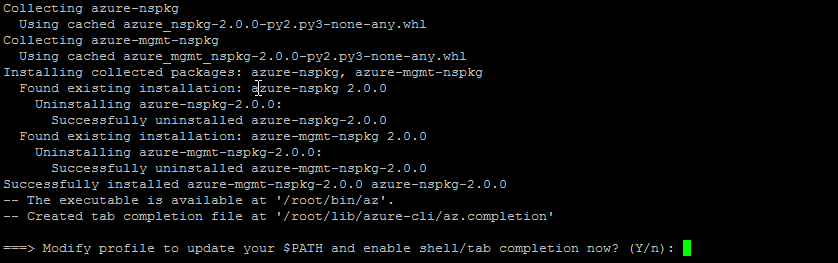 Collecting azure-nspkg
Using cached azure_nspkg-2.0.0-py2.py3-none-any.whl
Collecting azure-mgmt-nspkg
Using cached azure_mgmt_nspkg-2.0.0-py2.py3-none-any.whl
Installing collected packages: azure-nspkg, azure-mgmt-nspkg
Found existing installation: azure-nspkg 2.0.0
Uninstalling azure-nspkg-2.0.0:
Successfully uninstalled azure-nspkg-2.0.0
Found existing installation: azure-mgmt-nspkg 2.0.0
Uninstalling azure-mgmt-nspkg-2.0.0:
Successfully uninstalled azure-mgmt-nspkg-2.0.0
Successfully installed azure-mgmt-nspkg-2.0.0 azure-nspkg-2.0.0
-- The executable is available at '/root/bin/az'.
-- Created tab completion file at '/root/lib/azure-cli/az.completion'
===> Modify profile to update your $PATH and enable shell/tab completion now? (Y/n):